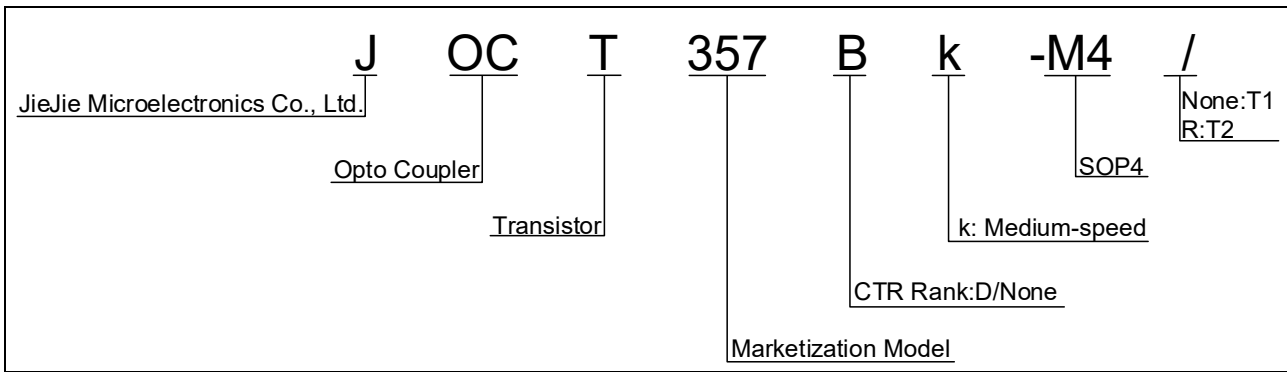 J OC T 357 B k -M4 /
JieJie Microelectronics Co., Ltd.
None:T1
R:T2
Opto Coupler
SOP4
Transistor
k: Medium-speed
CTR Rank:D/None
Marketization Model